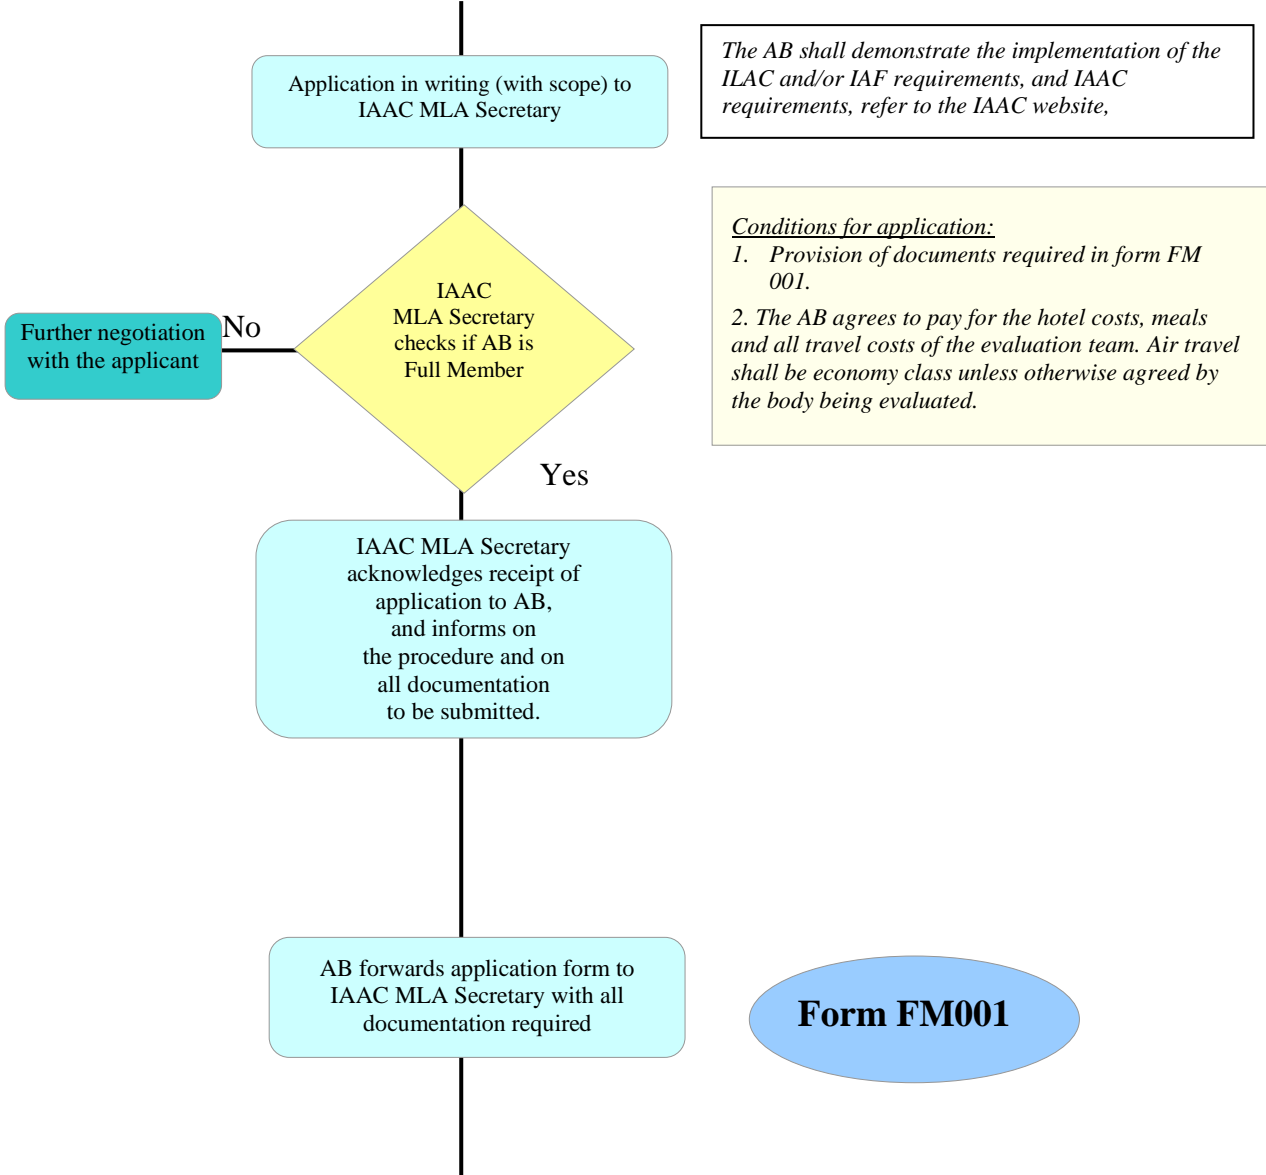 Application in writing (with scope) to
IAAC MLA Secretary
The AB shall demonstrate the implementation of the
ILAC and/or IAF requirements, and IAAC
requirements, refer to the IAAC website,
Conditions for application:
1. Provision of documents required in form FM
001.
2. The AB agrees to pay for the hotel costs, meals
and all travel costs of the evaluation team. Air travel
shall be economy class unless otherwise agreed by
the body being evaluated.
IAAC
MLA Secretary
checks if AB is
Full Member
No
Further negotiation
with the applicant
Yes
IAAC MLA Secretary
acknowledges receipt of
application to AB,
and informs on
the procedure and on
all documentation
to be submitted.
AB forwards application form to
IAAC MLA Secretary with all
documentation required
Form FM001